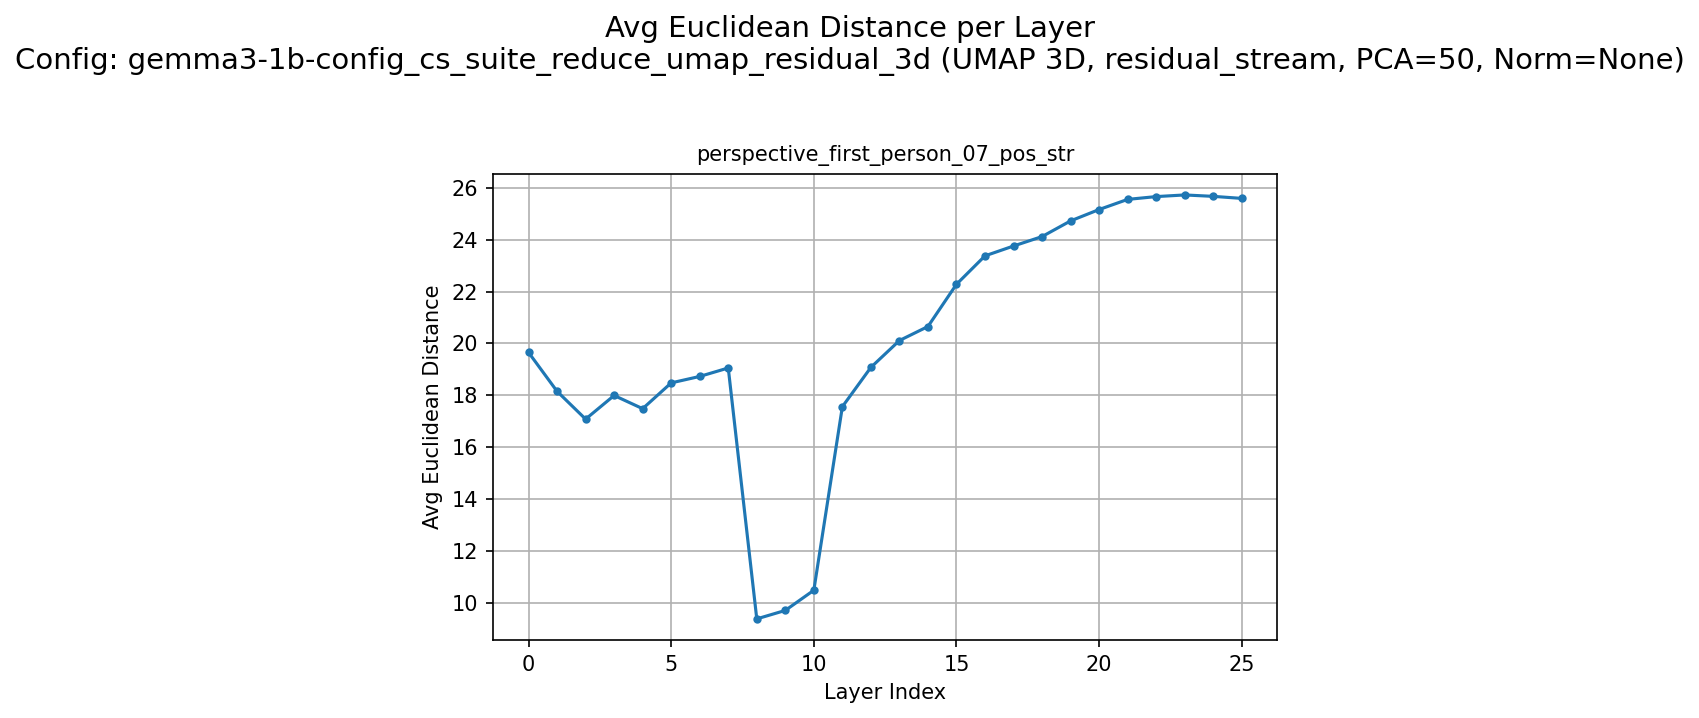 Avg Euclidean Distance per Layer
Config: gemma3-1b-config_cs_suite_reduce_umap_residual_3d (UMAP 3D, residual_stream, PCA=50, Norm=None)
perspective_first_person_07_pos_str
26
24
22
20
18
16
14
12
10
Avg Euclidean Distance
0 5 10 15 20 25
Layer Index